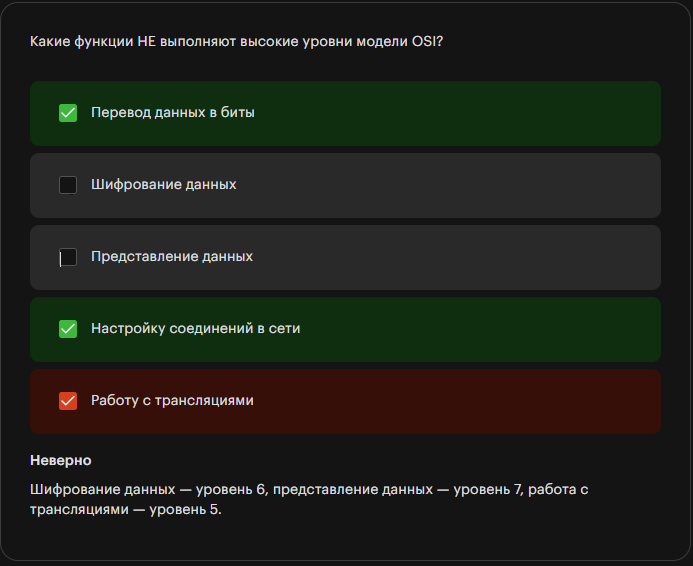 Какие функции НЕ выполняют высокие уровни модели OSI?
Перевод данных в биты
Шифрование данных
Представление данных
Настройку соединений в сети
Работу с трансляциями
Неверно
Шифрование данных — уровень 6, представление данных — уровень 7, работа с
трансляциями — уровень 5.